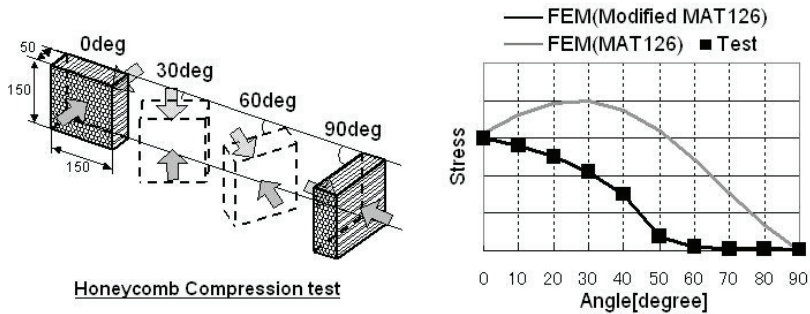 0deg
30deg
60deg
90deg
50
150
150
Honeycomb Compression test
FEM(Modified MAT126)
FEM(MAT126) Test
Stress
0 10 20 30 40 50 60 70 80 90
Angle[degree]